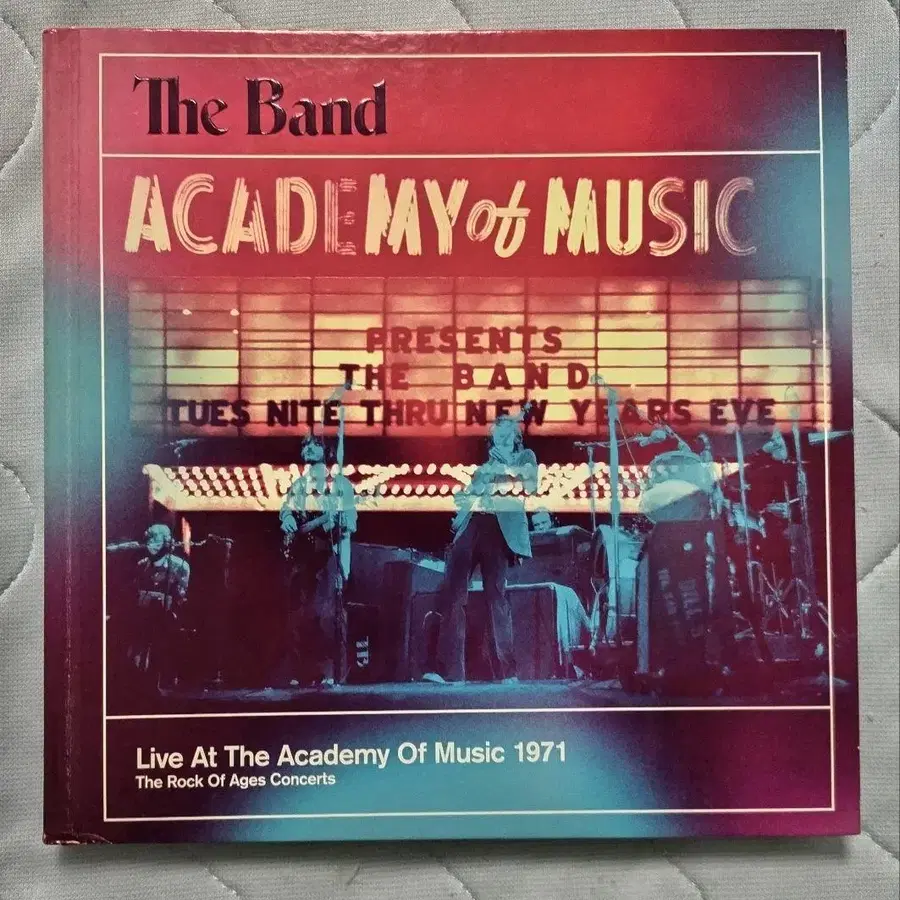 The Band
ACADEMY of MUSIC
PRESENTS
THE BAND
TUES NITE THRU NEW YEARS EVE
Live At The Academy Of Music 1971
The Rock Of Ages Concerts